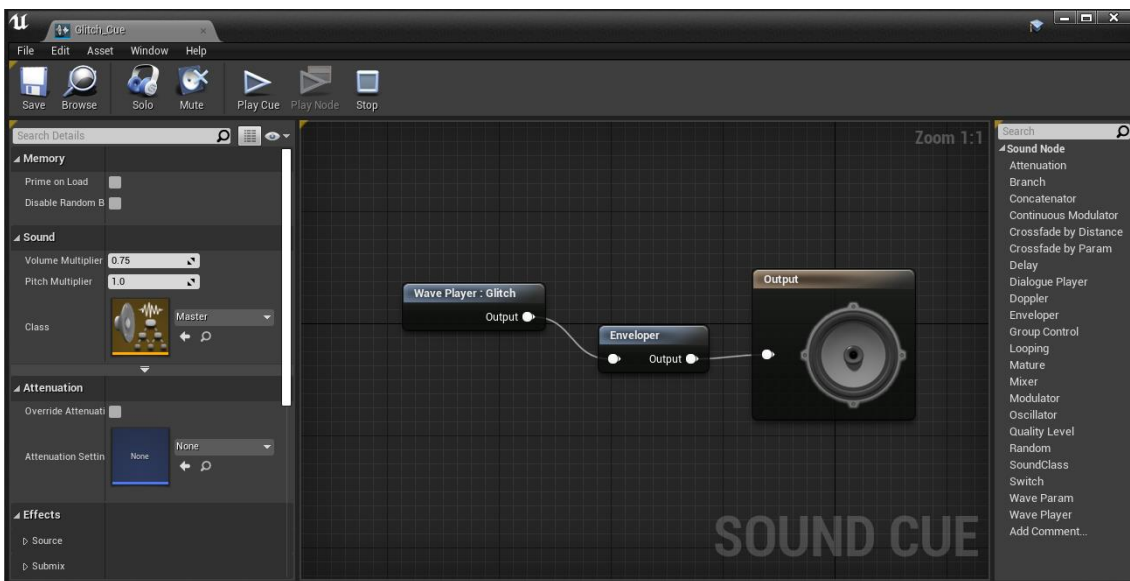 Glitch_Cue
File Edit Asset Window Help
Save Browse Solo Mute Play Cue Play Node Stop
Search Details
Memory
Prime on Load
Disable Random B
Sound
Volume Multiplier 0.75
Pitch Multiplier 1.0
Class
Master
Attenuation
Override Attenuati
Attenuation Settin
None
None
Effects
Source
Submix
Zoom 1:1
Wave Player : Glitch
Output
Enveloper
Output
Output
SOUND CUE
Search
Sound Node
Attenuation
Branch
Concatenator
Continuous Modulator
Crossfade by Distance
Crossfade by Param
Delay
Dialogue Player
Doppler
Enveloper
Group Control
Looping
Mature
Mixer
Modulator
Oscillator
Quality Level
Random
SoundClass
Switch
Wave Param
Wave Player
Add Comment...